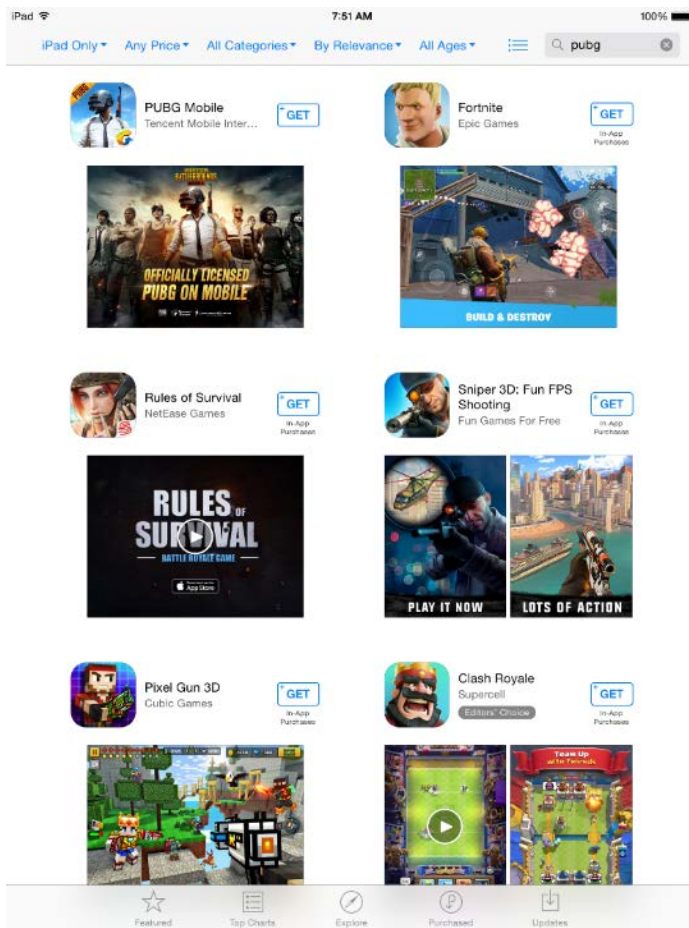 iPad
7:51 AM
100%
iPad Only
Any Price
All Categories
By Relevance
All Ages
pubg
PUBG
PUBG Mobile
Tencent Mobile Inter...
GET
Fortnite
Epic Games
GET
In-App
Purchases
BATTLEGROUNDS
OFFICIALLY LICENSED
PUBG ON MOBILE
BUILD & DESTROY
Rules of Survival
NetEase Games
GET
In-App
Purchases
Sniper 3D: Fun FPS
Shooting
Fun Games For Free
GET
In-App
Purchases
RULES OF
SURVIVAL
BATTLE ROYALE GAME
App Store
PLAY IT NOW
LOTS OF ACTION
Pixel Gun 3D
Cubic Games
GET
In-App
Purchases
Clash Royale
Supercell
Editors' Choice
GET
In-App
Purchases
Team Up
with Friends
Featured
Top Charts
Explore
Purchased
Updates